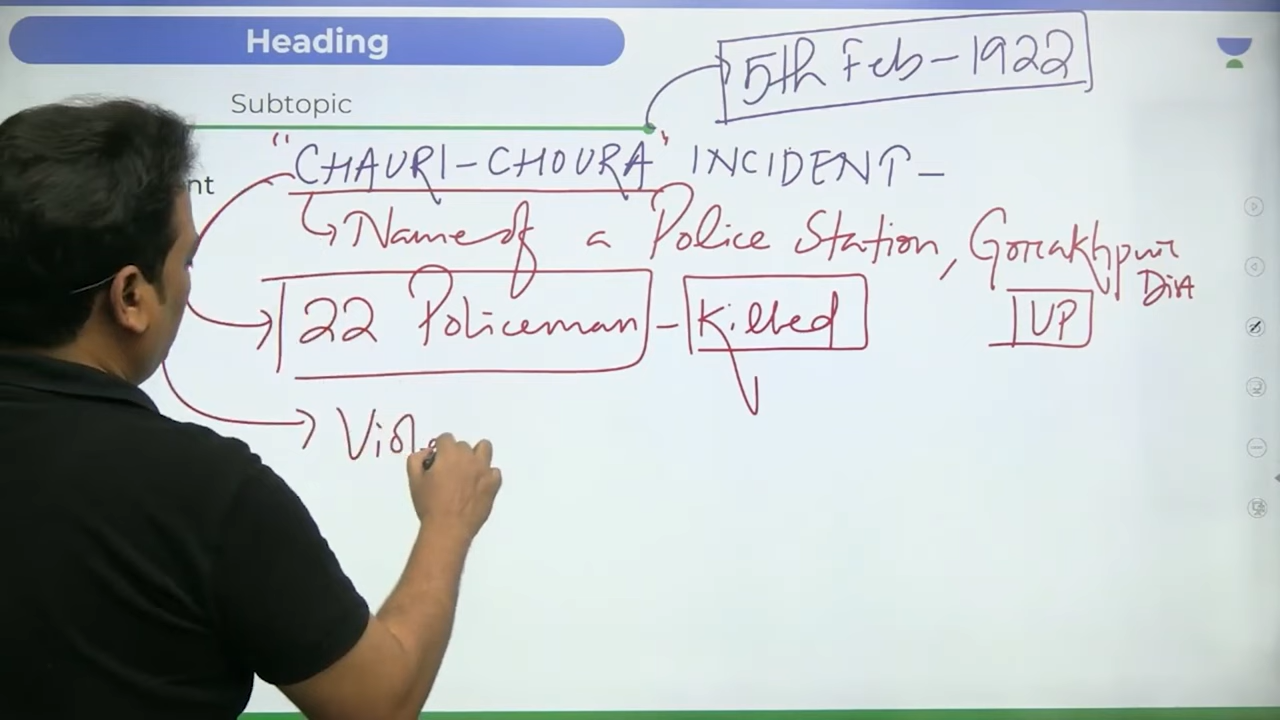 Heading
5th Feb-1922
Subtopic
nt
"CHAURI-CHOURA" INCIDENT-
Name of a Police Station, Gorakhpur
Dist
22 Policeman - Killed
UP
Viol